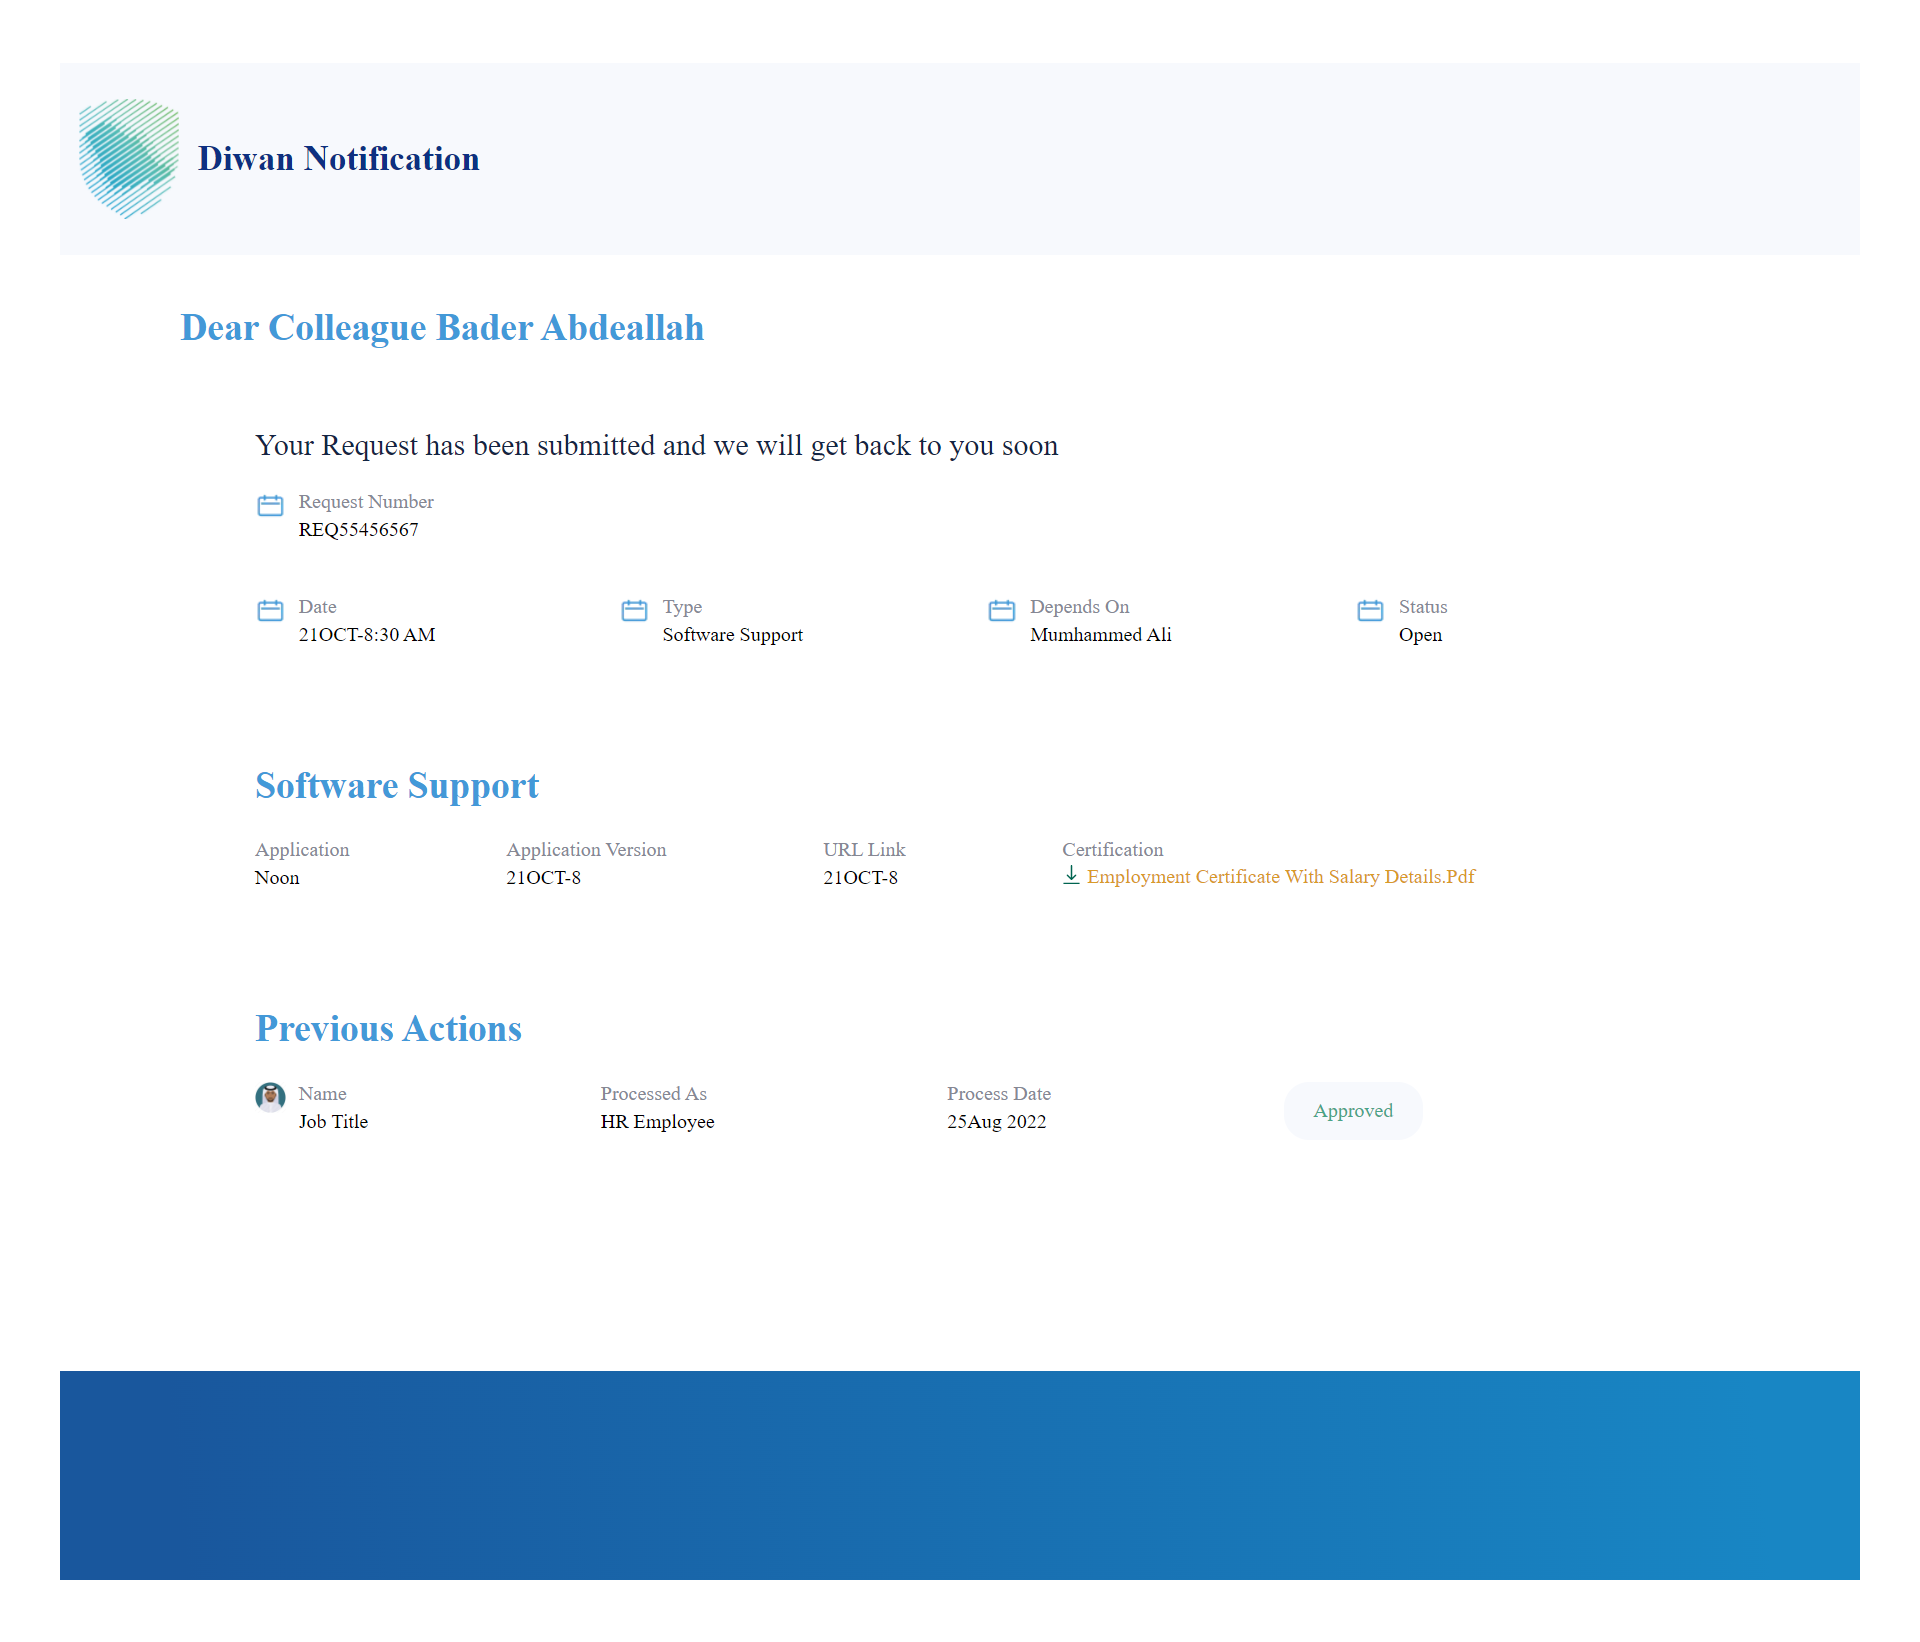 Diwan Notification
Dear Colleague Bader Abdeallah
Your Request has been submitted and we will get back to you soon
Request Number
REQ55456567
Date Type Depends On Status
21OCT-8:30 AM Software Support Mumhammed Ali Open
Software Support
Application Application Version URL Link Certification
Noon 21OCT-8 21OCT-8 Employment Certificate With Salary Details.Pdf
Previous Actions
Name Processed As Process Date
Job Title HR Employee 25Aug 2022 Approved